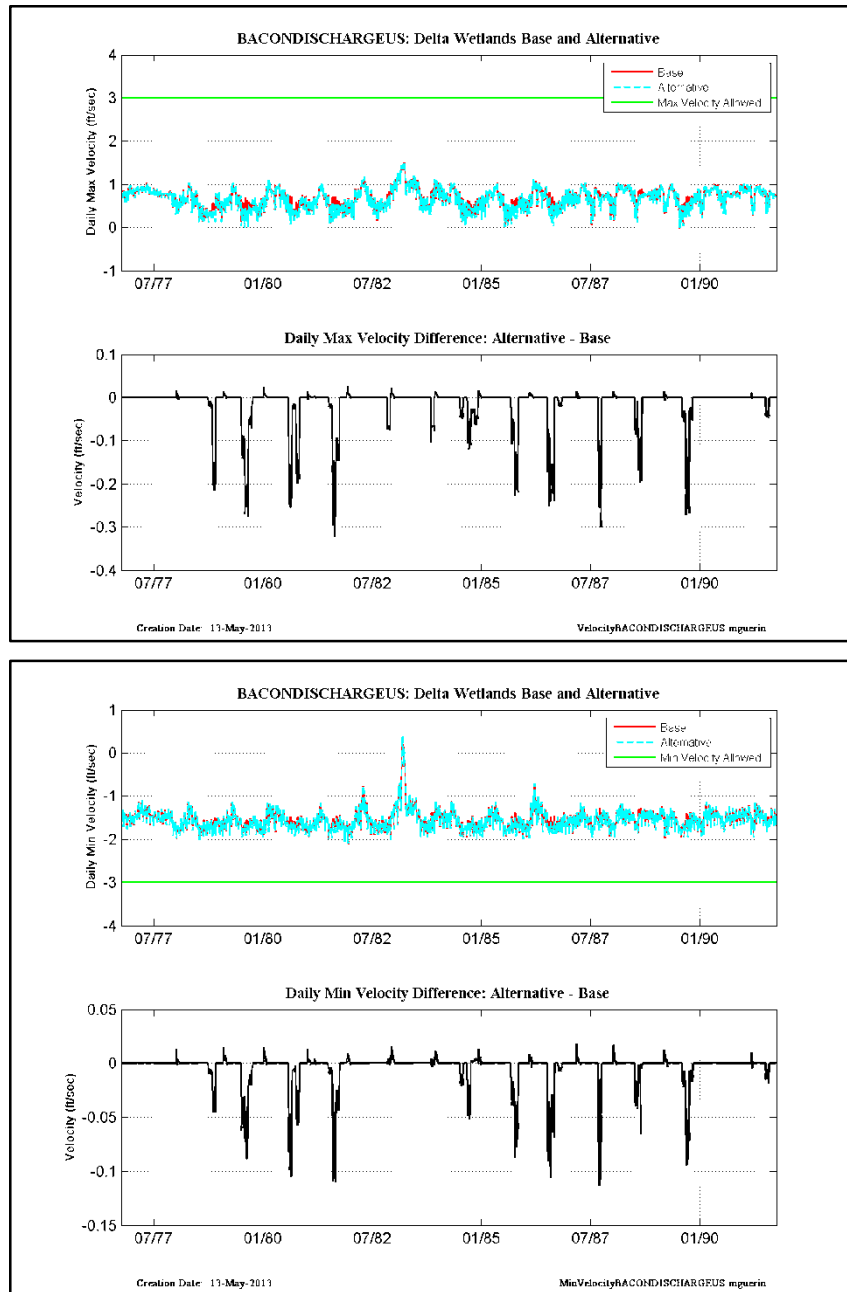 BACONDISCHARGEUS: Delta Wetlands Base and Alternative
Daily Max Velocity (ft/sec)
4
3
2
1
0
-1
Base
Alternative
Max Velocity Allowed
07/77 01/80 07/82 01/85 07/87 01/90
Daily Max Velocity Difference: Alternative - Base
Velocity (ft/sec)
0.1
0
-0.1
-0.2
-0.3
-0.4
07/77 01/80 07/82 01/85 07/87 01/90
Creation Date: 13-May-2013 VelocityBACONDISCHARGEUS mguerin
BACONDISCHARGEUS: Delta Wetlands Base and Alternative
Daily Min Velocity (ft/sec)
1
0
-1
-2
-3
-4
Base
Alternative
Min Velocity Allowed
07/77 01/80 07/82 01/85 07/87 01/90
Daily Min Velocity Difference: Alternative - Base
Velocity (ft/sec)
0.05
0
-0.05
-0.1
-0.15
07/77 01/80 07/82 01/85 07/87 01/90
Creation Date: 13-May-2013 MinVelocityBACONDISCHARGEUS mguerin